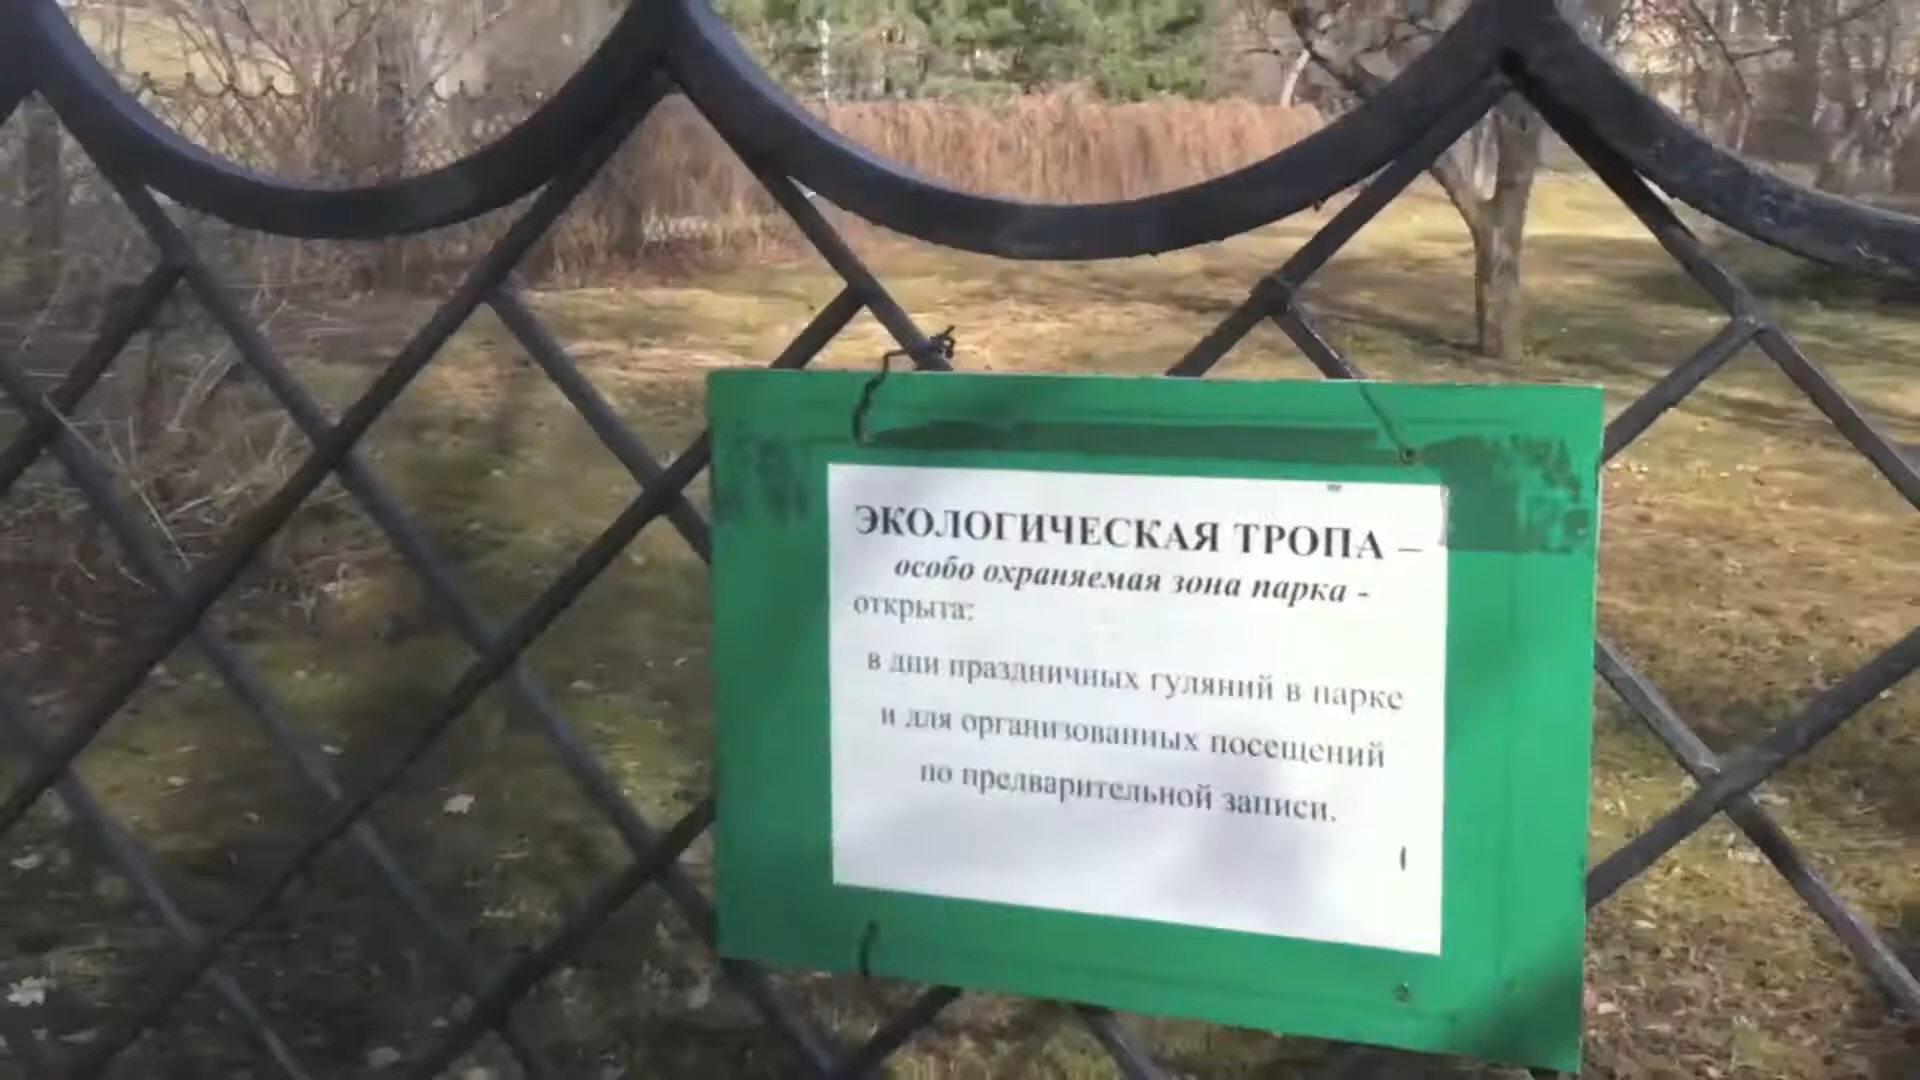 ЭКОЛОГИЧЕСКАЯ ТРОПА –
особо охраняемая зона парка -
открыта:
в дни праздничных гуляний в парке
и для организованных посещений
по предварительной записи.